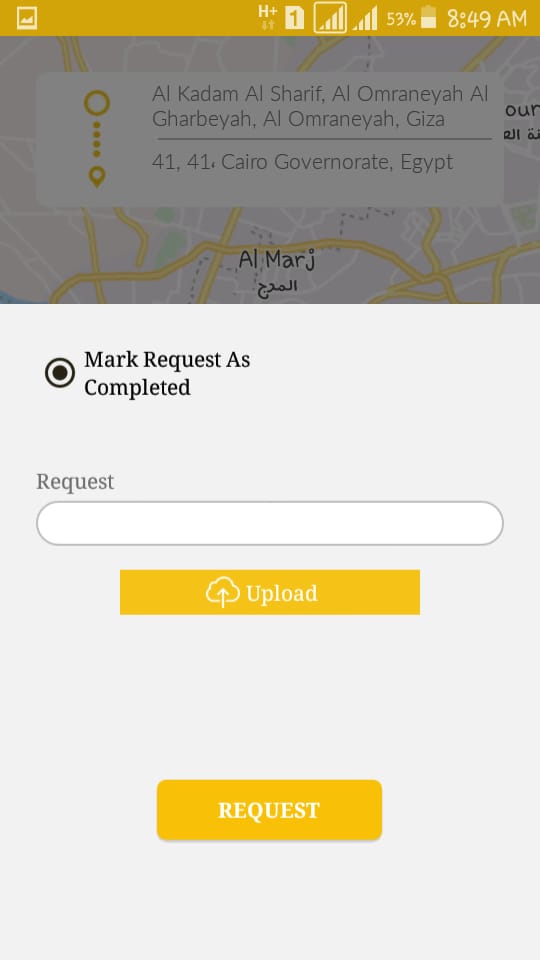 H+ 1 53% 8:49 AM
Al Kadam Al Sharif, Al Omraneyah Al
Gharbeyah, Al Omraneyah, Giza
our
41, 41، Cairo Governorate, Egypt
Al Marj
المرج
Mark Request As
Completed
Request
Upload
REQUEST